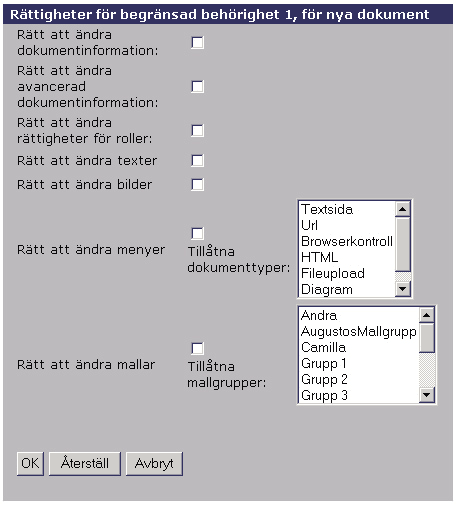 Rättigheter för begränsad behörighet 1, för nya dokument
Rätt att ändra
dokumentinformation:
Rätt att ändra
avancerad
dokumentinformation:
Rätt att ändra
rättigheter för roller:
Rätt att ändra texter
Rätt att ändra bilder
Rätt att ändra menyer
Tillåtna
dokumenttyper:
Textsida
Url
Browserkontroll
HTML
Fileupload
Diagram
Rätt att ändra mallar
Tillåtna
mallgrupper:
Andra
AugustosMallgrupp
Camilla
Grupp 1
Grupp 2
Grupp 3
OK Återställ Avbryt